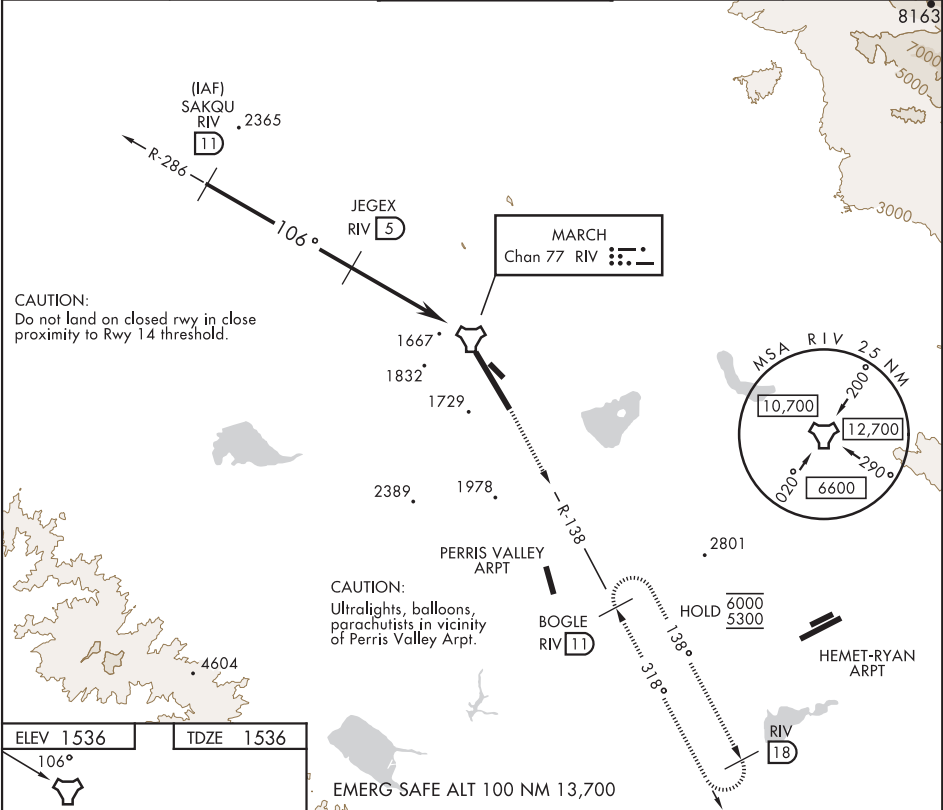 8163
7000
5000
3000
(IAF)
SAKQU
RIV
11
2365
R-286
106°
JEGEX
RIV 5
MARCH
Chan 77 RIV
CAUTION:
Do not land on closed rwy in close
proximity to Rwy 14 threshold.
1667
1832
1729
MSA RIV 25 NM
200°
10,700
12,700
290°
020°
6600
2389
1978
R-138
2801
PERRIS VALLEY
ARPT
CAUTION:
Ultralights, balloons,
parachutists in vicinity
of Perris Valley Arpt.
BOGLE
RIV 11
HOLD 6000
5300
138°
318°
HEMET-RYAN
ARPT
4604
RIV
18
ELEV 1536
TDZE 1536
106°
EMERG SAFE ALT 100 NM 13,700